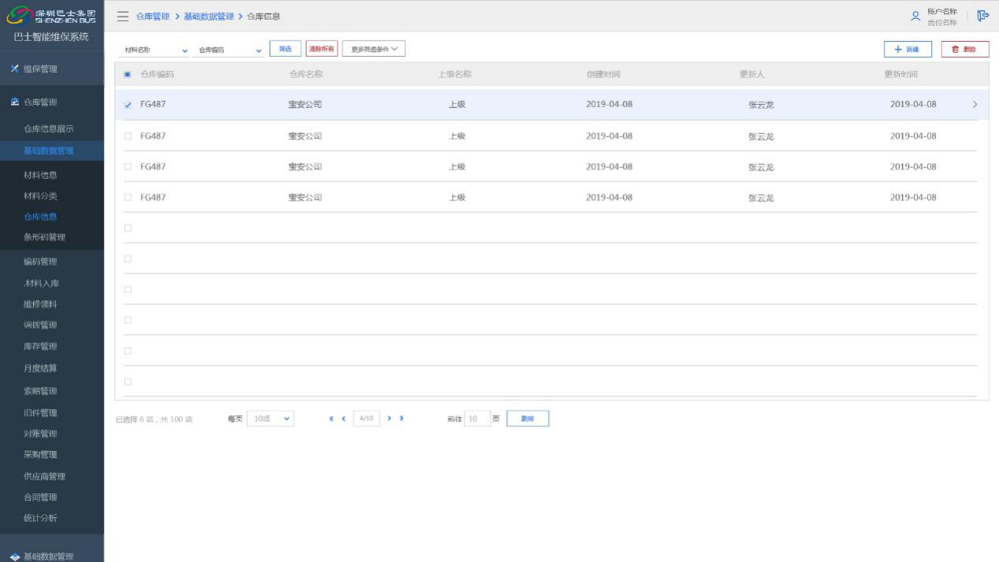 深圳巴士集团
SHENZHEN BUS
巴士智能维保系统
维保管理
仓库管理
仓库信息展示
基础数据管理
材料信息
材料分类
仓库信息
条形码管理
编码管理
.材料入库
维修领料
调拨管理
库存管理
月度结算
索赔管理
旧件管理
对账管理
采购管理
供应商管理
合同管理
统计分析
基础数据管理
仓库管理 > 基础数据管理 > 仓库信息
账户名称
岗位名称
材料名称 仓库编码 筛选 清除所有 更多筛选条件 新建 删除
仓库编码 仓库名称 上级名称 创建时间 更新人 更新时间
FG487 宝安公司 上级 2019-04-08 张云龙 2019-04-08
FG487 宝安公司 上级 2019-04-08 张云龙 2019-04-08
FG487 宝安公司 上级 2019-04-08 张云龙 2019-04-08
FG487 宝安公司 上级 2019-04-08 张云龙 2019-04-08
已选择 6 项，共 100 项 每页 10项 4/10 前往 10 页 跳转